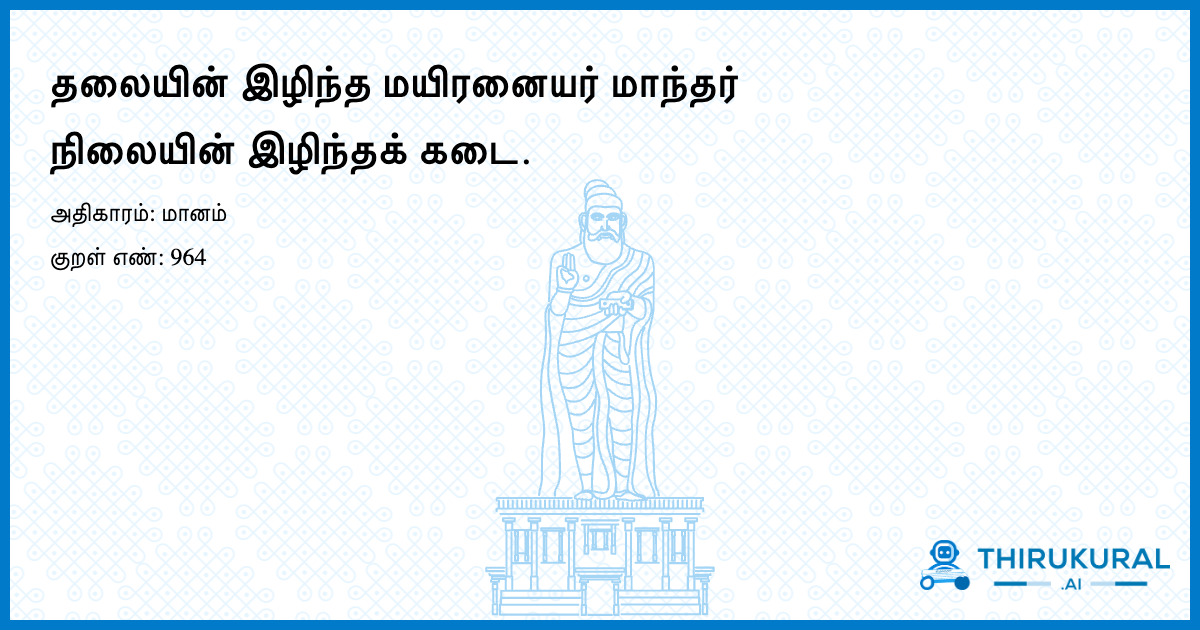 தலையின் இழிந்த மயிரனையர் மாந்தர்
நிலையின் இழிந்தக் கடை.
அதிகாரம்: மானம்
குறள் எண்: 964
THIRUKURAL
.AI